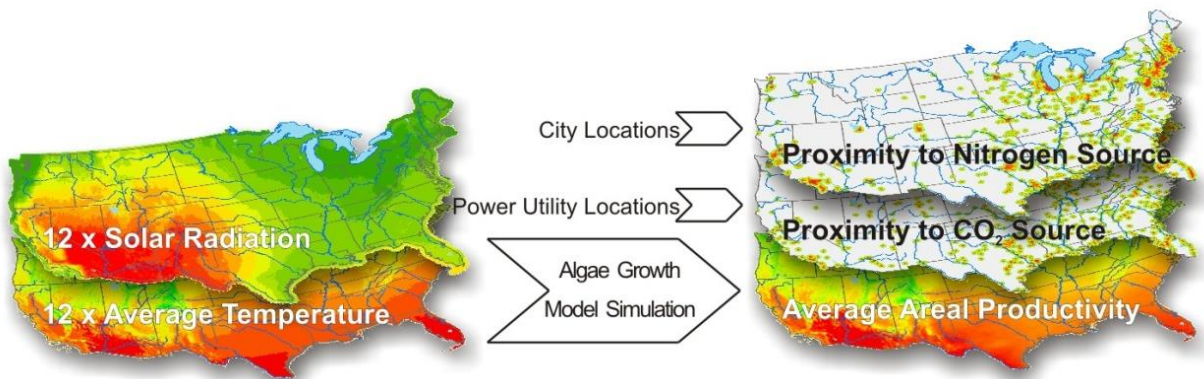 12 x Solar Radiation
12 x Average Temperature
City Locations
Power Utility Locations
Algae Growth
Model Simulation
Proximity to Nitrogen Source
Proximity to CO₂ Source
Average Areal Productivity